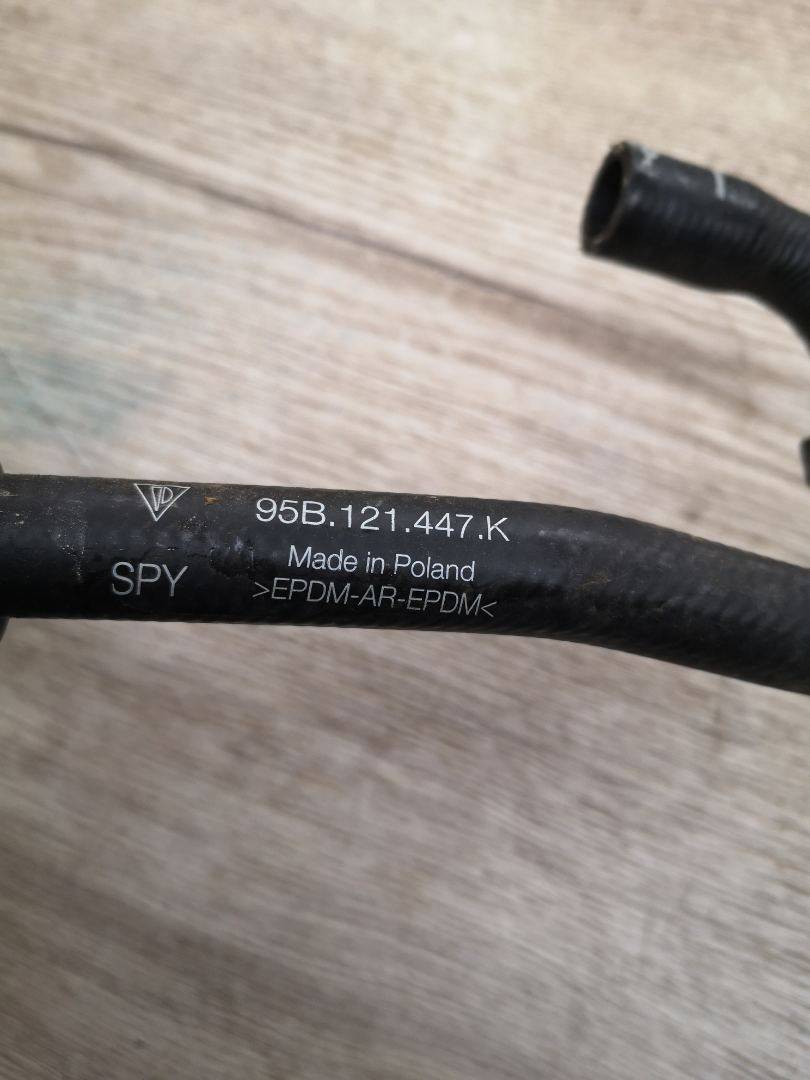 95B.121.447.K
Made in Poland
SPY
>EPDM-AR-EPDM<